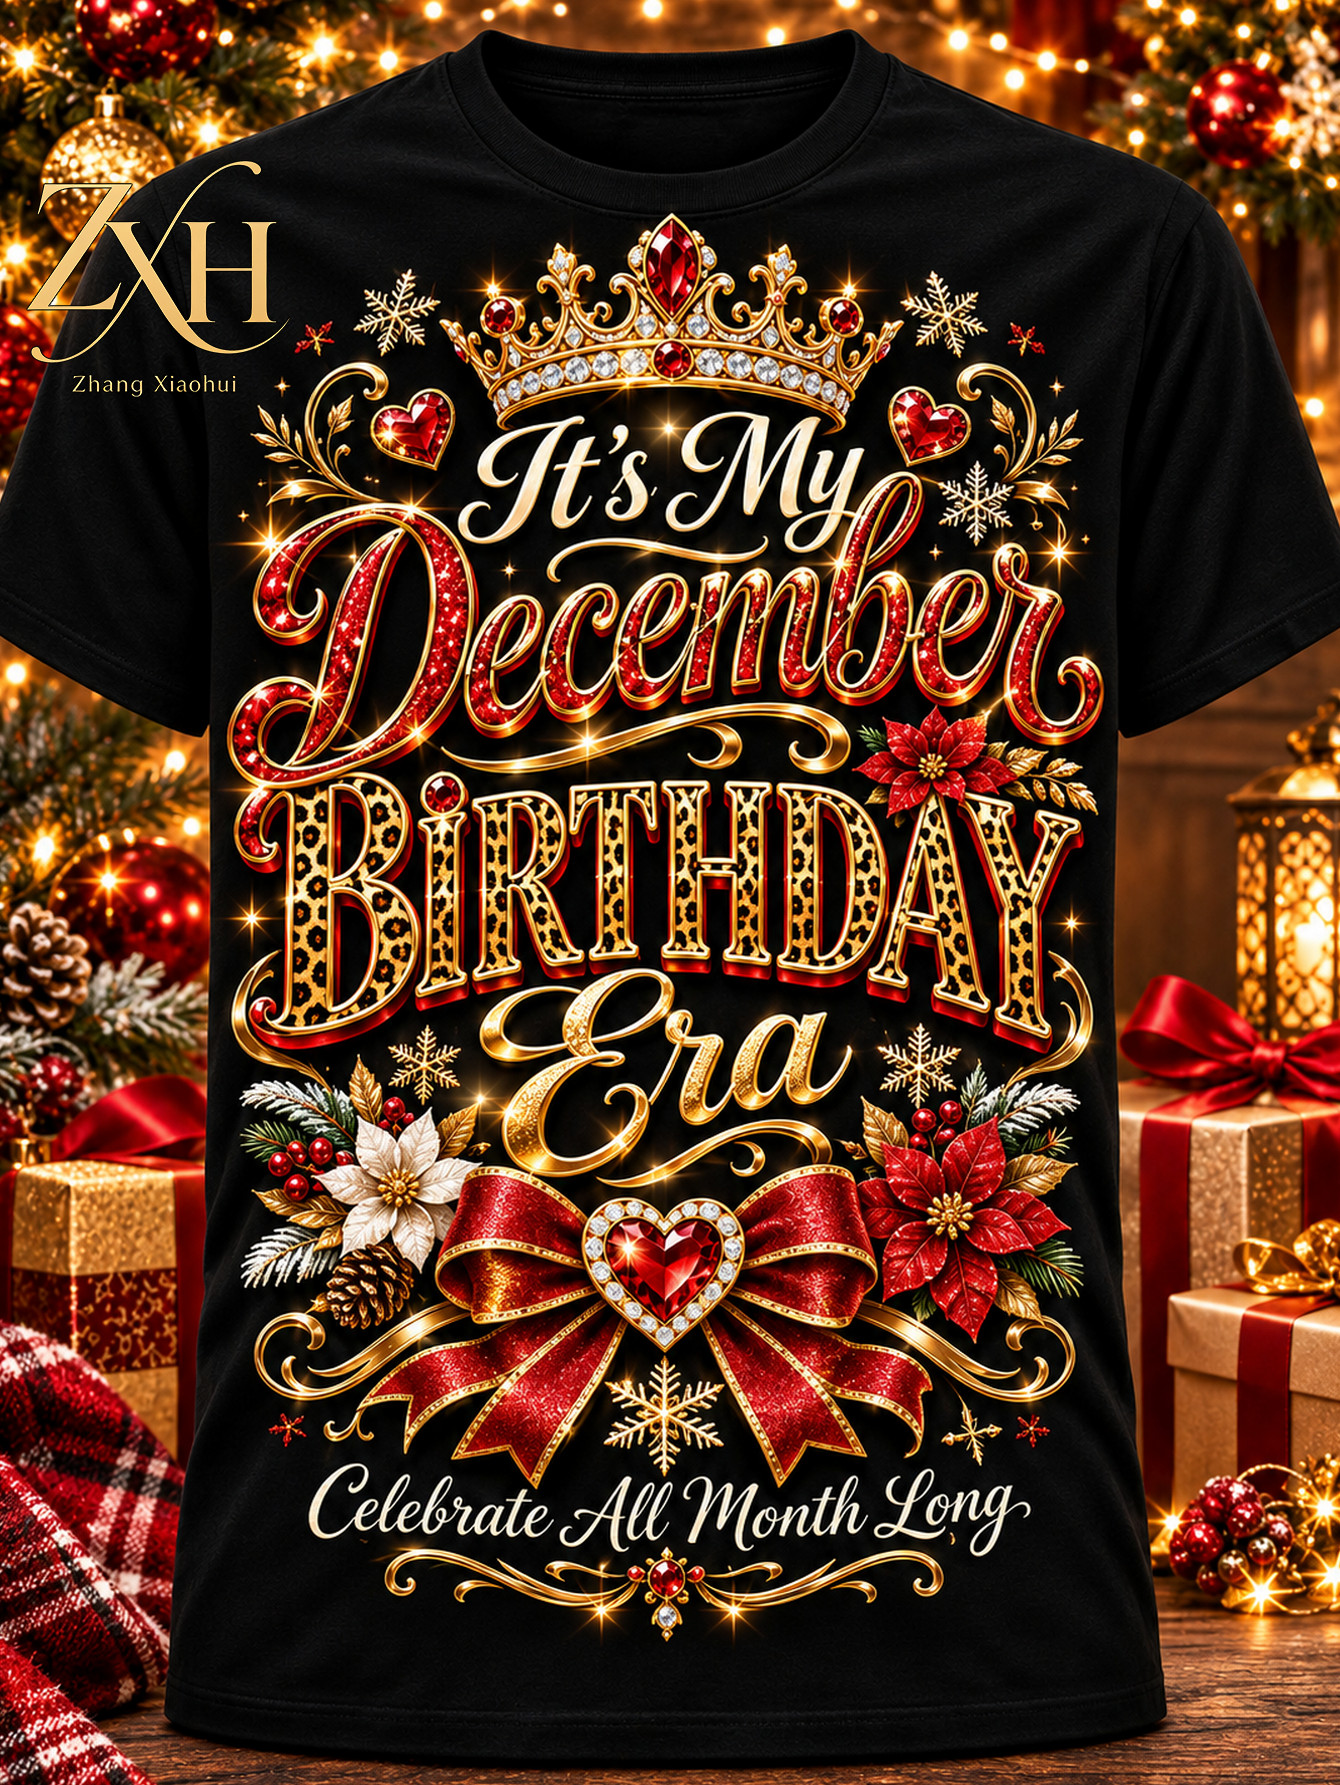 ZXH
Zhang Xiaohui
It's My
December
BiRTHDAY
Era
Celebrate All Month Long